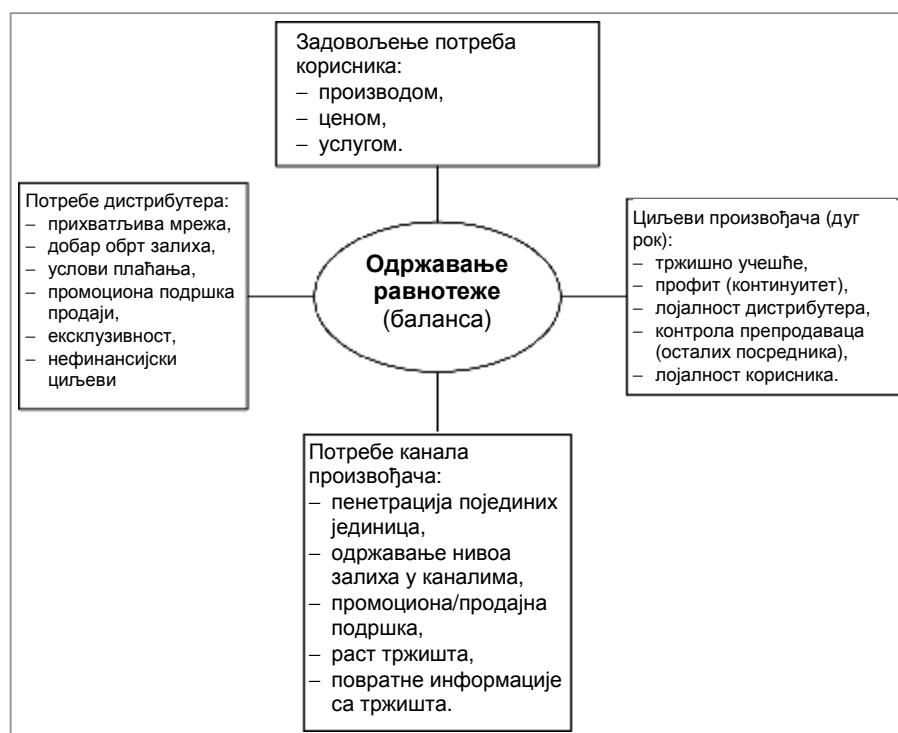 Задовољење потреба
корисника:
– производом,
– ценом,
– услугом.
Потребе дистрибутера:
– прихватљива мрежа,
– добар обрт залиха,
– услови плаћања,
– промоциона подршка
продаји,
– ексклузивност,
– нефинансијски
циљеви
Одржавање
равнотеже
(баланса)
Циљеви произвођача (дуг
рок):
– тржишно учешће,
– профит (континуитет),
– лојалност дистрибутера,
– контрола препродаваца
(осталих посредника),
– лојалност корисника.
Потребе канала
произвођача:
– пенетрација појединих
јединица,
– одржавање нивоа
залиха у каналима,
– промоциона/продајна
подршка,
– раст тржишта,
– повратне информације
са тржишта.